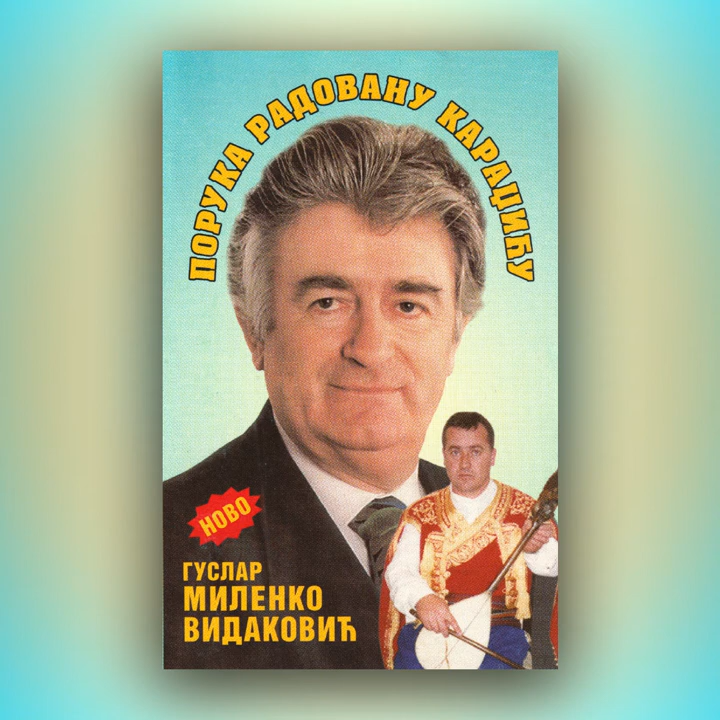 ПОРУКА РАДОВАНУ КАРАЏИЋУ
НОВО
ГУСЛАР
МИЛЕНКО
ВИДАКОВИЋ